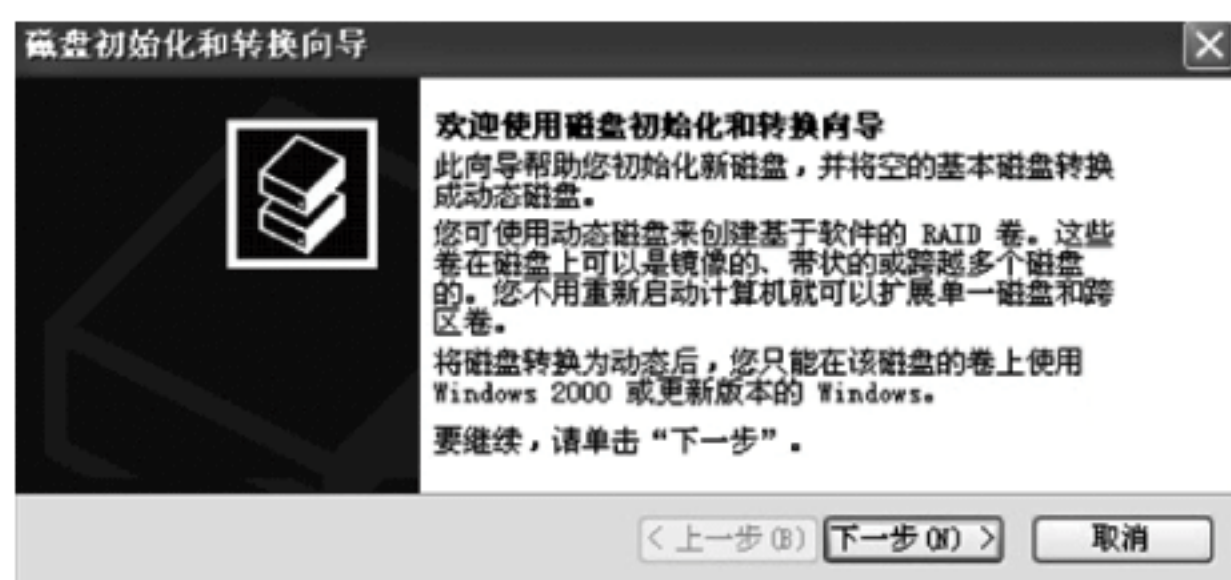 磁盘初始化和转换向导
欢迎使用磁盘初始化和转换向导
此向导帮助您初始化新磁盘，并将空的基本磁盘转换
成动态磁盘。
您可使用动态磁盘来创建基于软件的 RAID 卷。这些
卷在磁盘上可以是镜像的、带状的或跨越多个磁盘
的。您不用重新启动计算机就可以扩展单一磁盘和跨
区卷。
将磁盘转换为动态后，您只能在该磁盘的卷上使用
Windows 2000 或更新版本的 Windows。
要继续，请单击“下一步”。
< 上一步(B) 下一步(N) > 取消